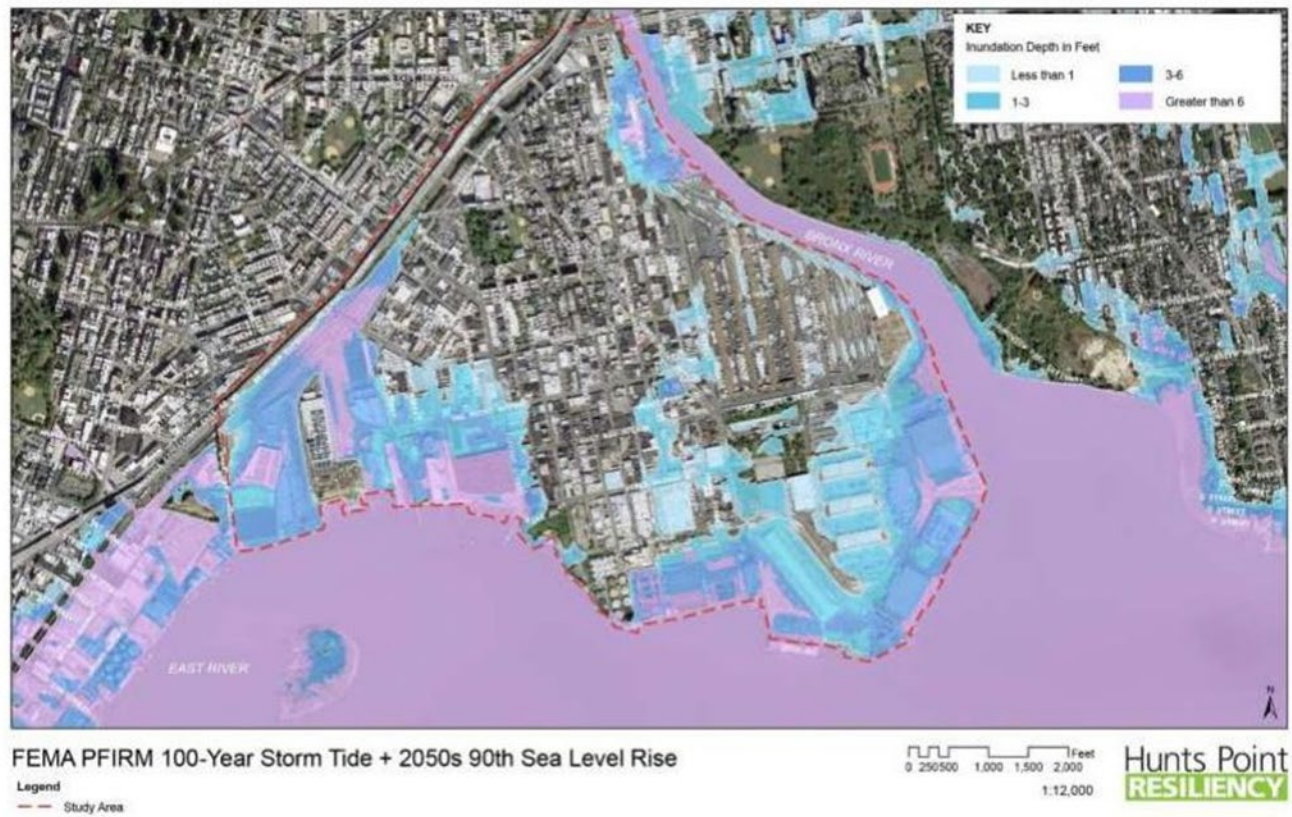 KEY
Inundation Depth in Feet
Less than 1
3-6
1-3
Greater than 6
BRONX RIVER
EAST RIVER
N
FEMA PFIRM 100-Year Storm Tide + 2050s 90th Sea Level Rise
Legend
Study Area
Feet
0 250500 1,000 1,500 2,000
1:12,000
Hunts Point
RESILIENCY